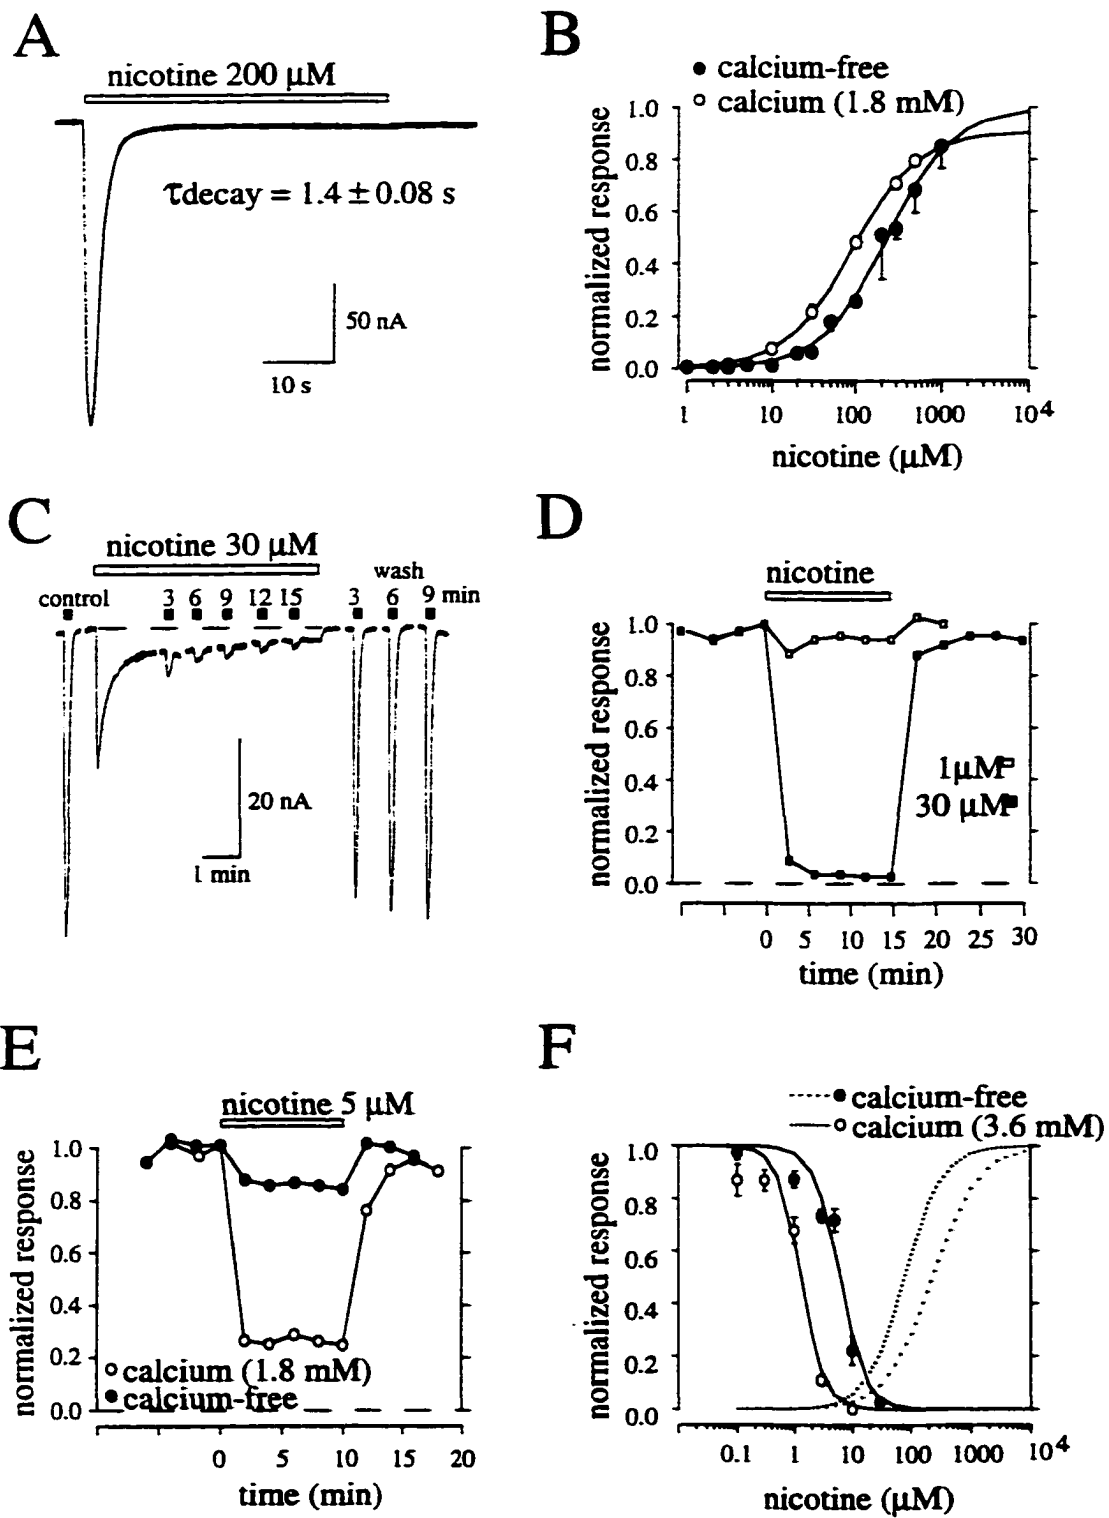 A
nicotine 200 μM
τdecay = 1.4 ± 0.08 s
50 nA
10 s
B
calcium-free
calcium (1.8 mM)
normalized response
1.0
0.8
0.6
0.4
0.2
0.0
1 10 100 1000 10⁴
nicotine (μM)
C
nicotine 30 μM
wash
control 3 6 9 12 15 3 6 9 min
20 nA
1 min
D
nicotine
normalized response
1.0
0.8
0.6
0.4
0.2
0.0
1μM
30 μM
0 5 10 15 20 25 30
time (min)
E
nicotine 5 μM
normalized response
1.0
0.8
0.6
0.4
0.2
0.0
calcium (1.8 mM)
calcium-free
0 5 10 15 20
time (min)
F
calcium-free
calcium (3.6 mM)
normalized response
1.0
0.8
0.6
0.4
0.2
0.0
0.1 1 10 100 1000 10⁴
nicotine (μM)